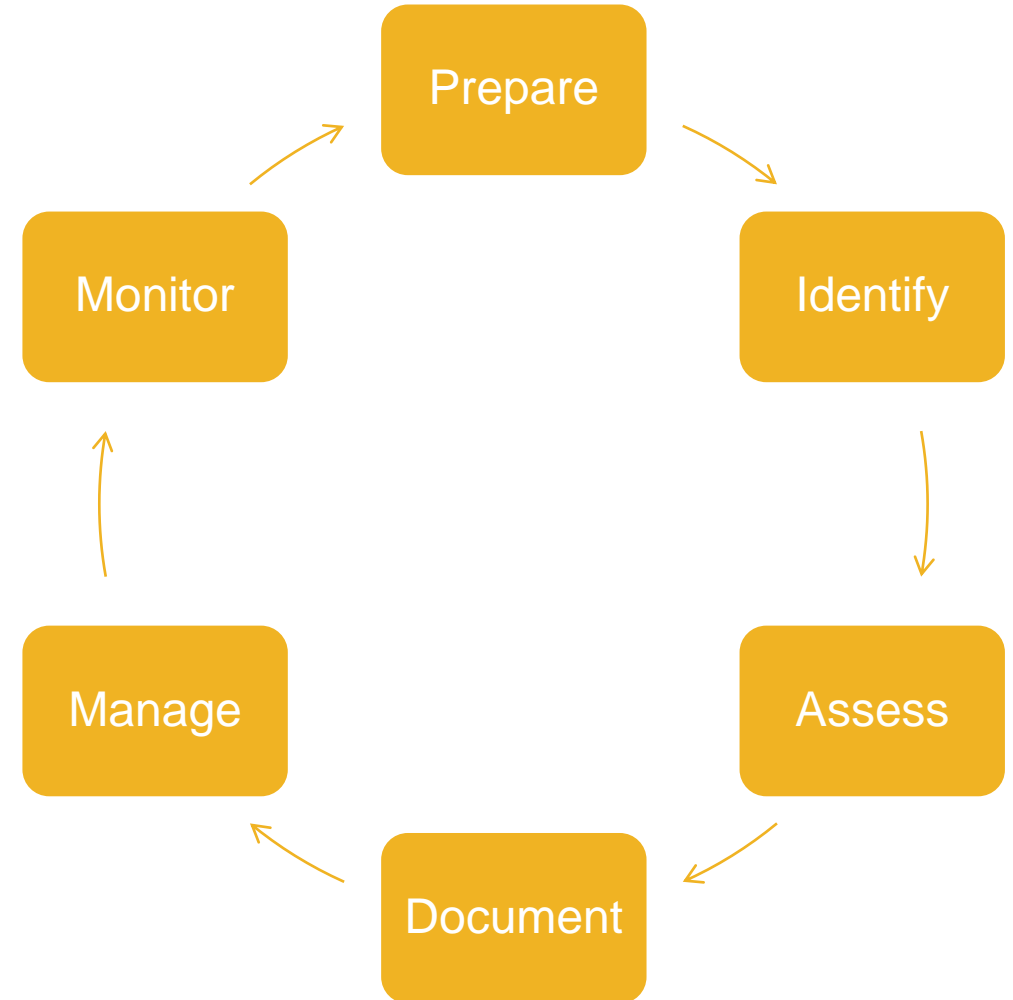 Prepare
Identify
Assess
Document
Manage
Monitor